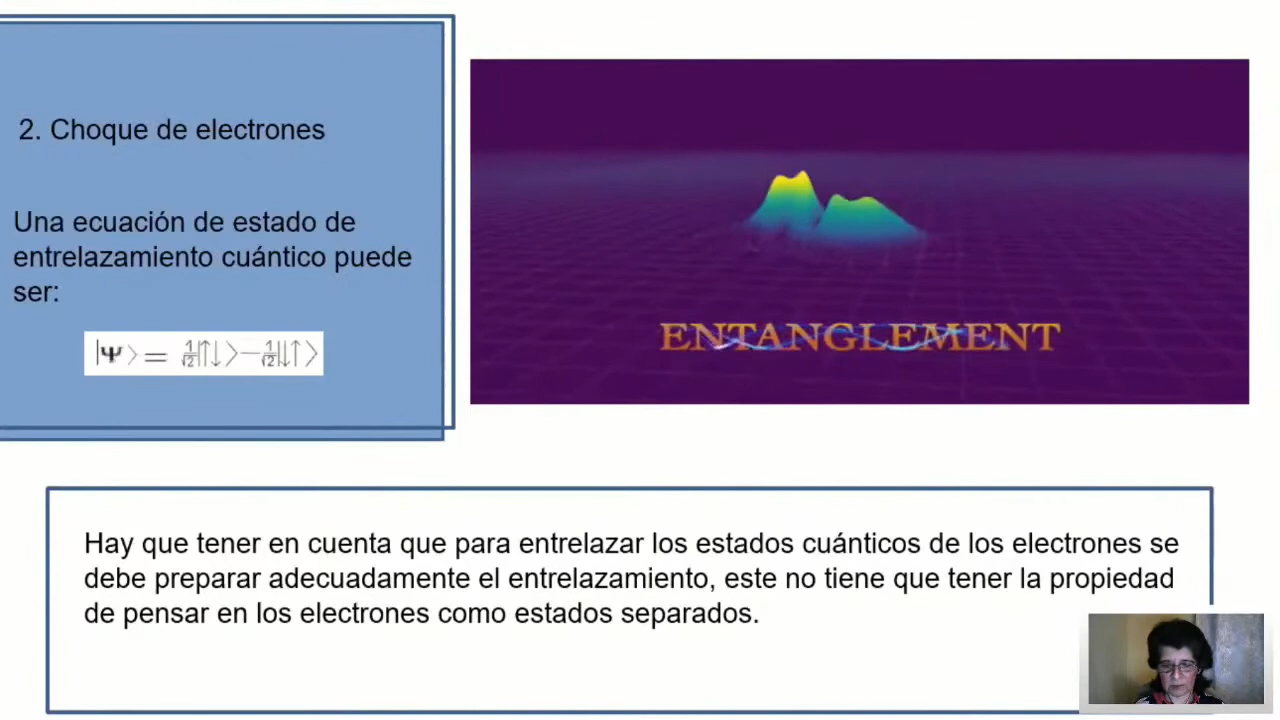 2. Choque de electrones
Una ecuación de estado de
entrelazamiento cuántico puede
ser:
|Ψ⟩ = 1/√2|↑↓⟩−1/√2|↓↑⟩
ENTANGLEMENT
Hay que tener en cuenta que para entrelazar los estados cuánticos de los electrones se
debe preparar adecuadamente el entrelazamiento, este no tiene que tener la propiedad
de pensar en los electrones como estados separados.